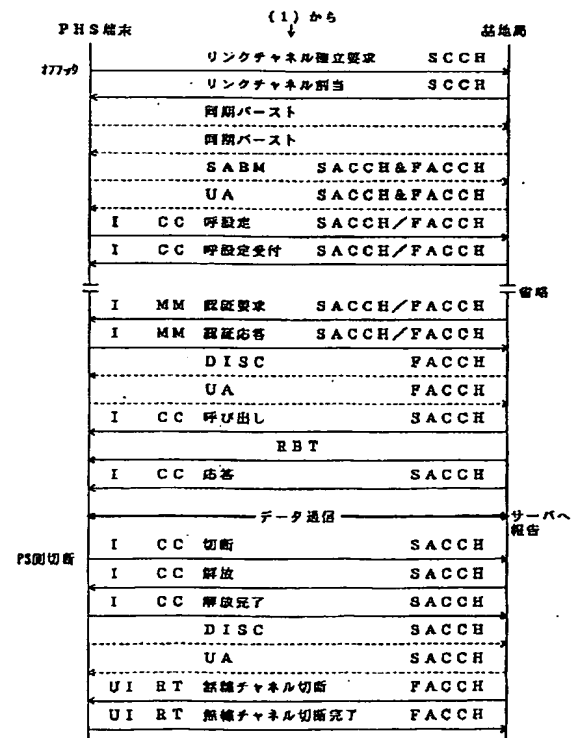 (1)から
PHS端末
基地局
リンクチャネル確立要求 SCCH
オフフック
リンクチャネル割当 SCCH
同期バースト
同期バースト
SABM SACCH&FACCH
UA SACCH&FACCH
I CC 呼設定 SACCH/FACCH
I CC 呼設定受付 SACCH/FACCH
省略
I MM 認証要求 SACCH/FACCH
I MM 認証応答 SACCH/FACCH
DISC FACCH
UA FACCH
I CC 呼び出し SACCH
RBT
I CC 応答 SACCH
データ通信
サーバへ
報告
I CC 切断 SACCH
PS側切断
I CC 解放 SACCH
I CC 解放完了 SACCH
DISC SACCH
UA SACCH
UI RT 無線チャネル切断 FACCH
UI RT 無線チャネル切断完了 FACCH